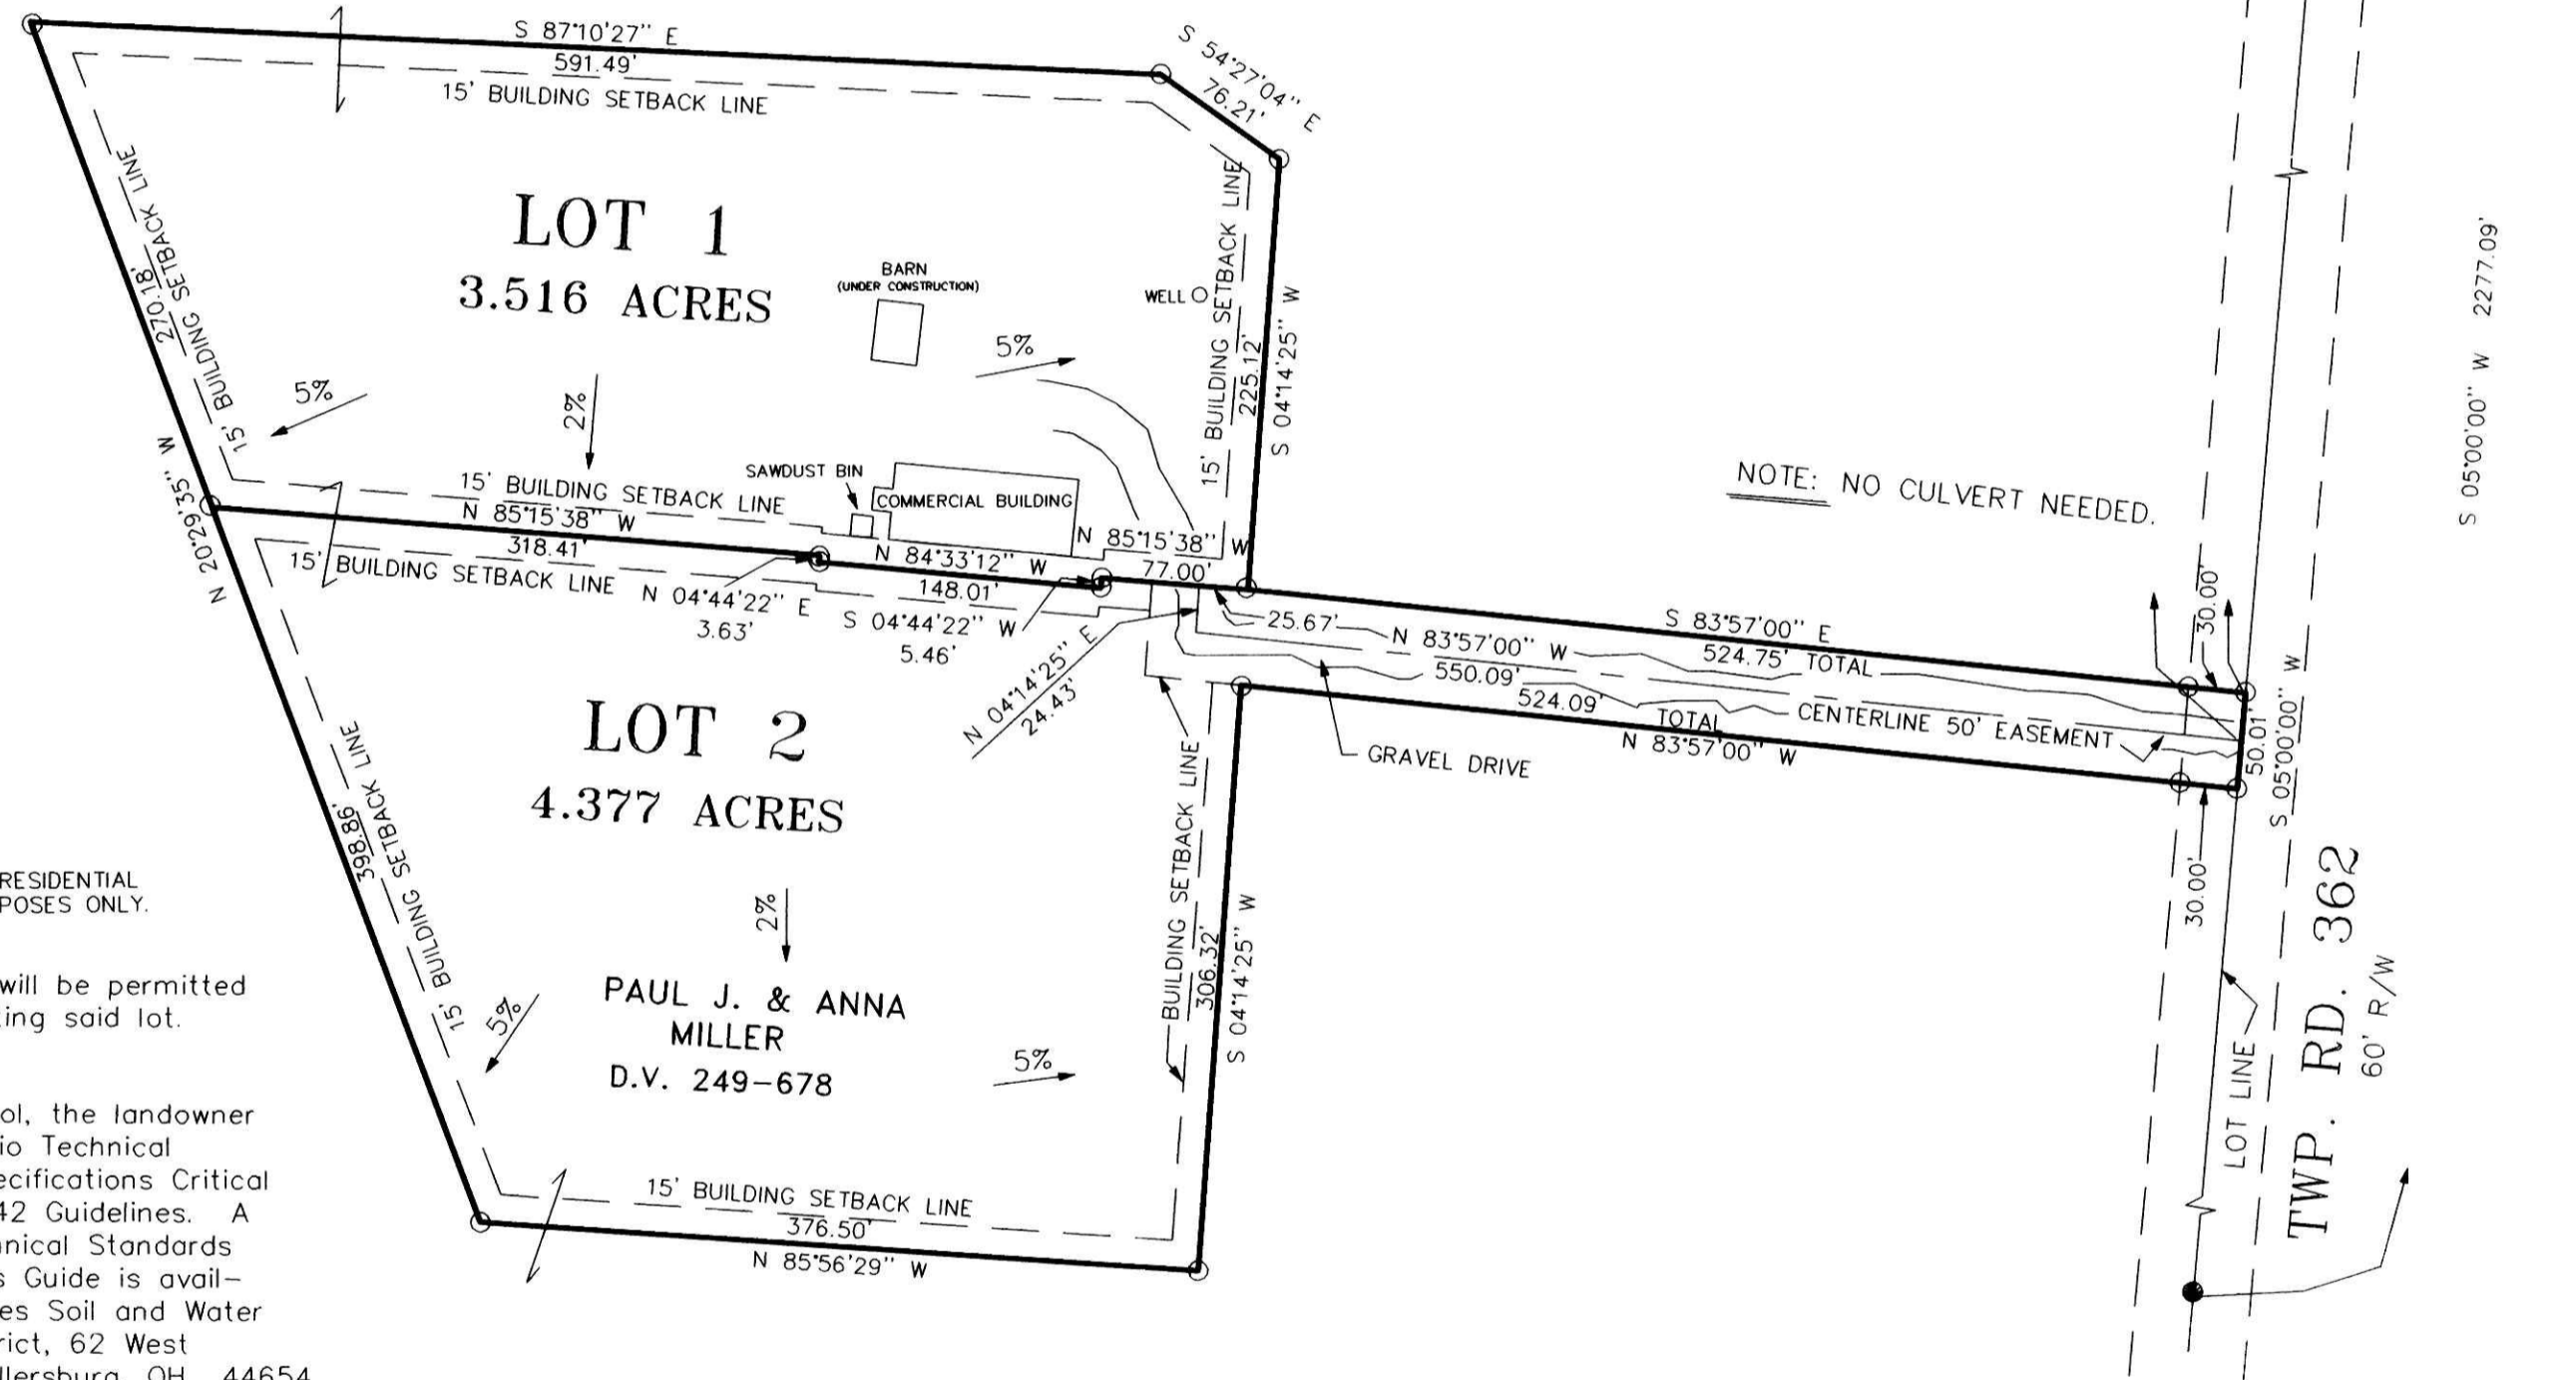 S 87°10'27" E
591.49'
15' BUILDING SETBACK LINE
S 54°27'04" E
76.21'
15' BUILDING SETBACK LINE
270.18'
N 20°29'35" W
LOT 1
3.516 ACRES
BARN
(UNDER CONSTRUCTION)
WELL
15' BUILDING SETBACK LINE
225.12'
S 04°14'25" W
5%
5%
2%
SAWDUST BIN
COMMERCIAL BUILDING
15' BUILDING SETBACK LINE
N 85°15'38" W
318.41'
15' BUILDING SETBACK LINE
N 84°33'12" W
148.01'
N 85°15'38" W
77.00'
N 04°44'22" E
3.63'
S 04°44'22" W
5.46'
N 04°14'25" E
24.43'
25.67'
N 83°57'00" W
550.09'
S 83°57'00" E
524.75' TOTAL
524.09' TOTAL
N 83°57'00" W
CENTERLINE 50' EASEMENT
GRAVEL DRIVE
NOTE: NO CULVERT NEEDED.
30.00'
50.01'
S 05°00'00" W
30.00'
S 05°00'00" W 2277.09'
LOT 2
4.377 ACRES
398.86'
15' BUILDING SETBACK LINE
BUILDING SETBACK LINE
306.32'
S 04°14'25" W
2%
PAUL J. & ANNA
MILLER
D.V. 249-678
5%
5%
15' BUILDING SETBACK LINE
376.50'
N 85°56'29" W
LOT LINE
TWP. RD. 362
60' R/W
RESIDENTIAL
POSES ONLY.
will be permitted
ing said lot.
ol, the landowner
io Technical
ecifications Critical
42 Guidelines. A
nical Standards
s Guide is avail-
es Soil and Water
rict, 62 West
llersburg, OH 44654